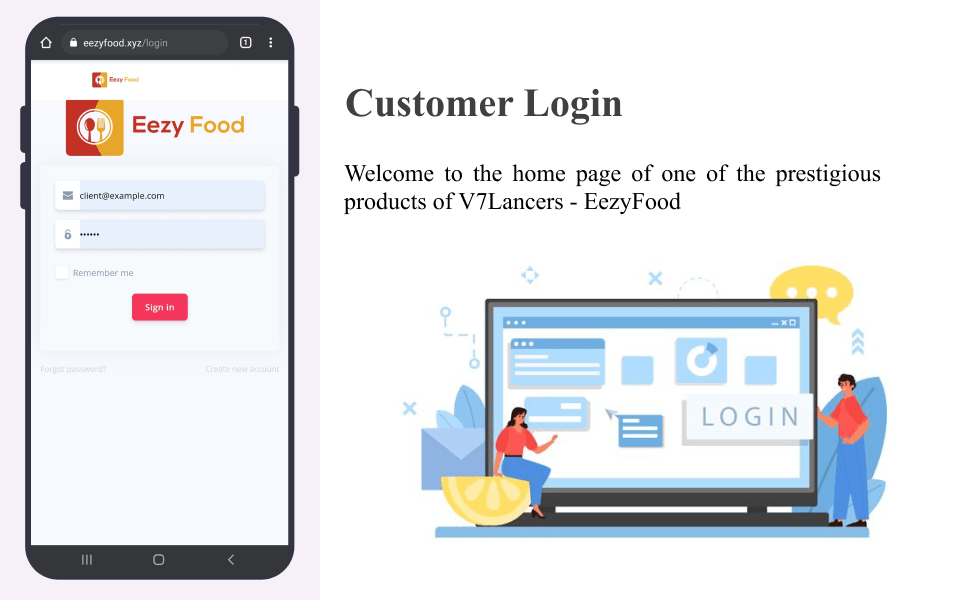 eezyfood.xyz/login
1
Eezy Food
Eezy Food
client@example.com
••••••
Remember me
Sign in
Forgot password?
Create new account
Customer Login
Welcome to the home page of one of the prestigious
products of V7Lancers - EezyFood
LOGIN